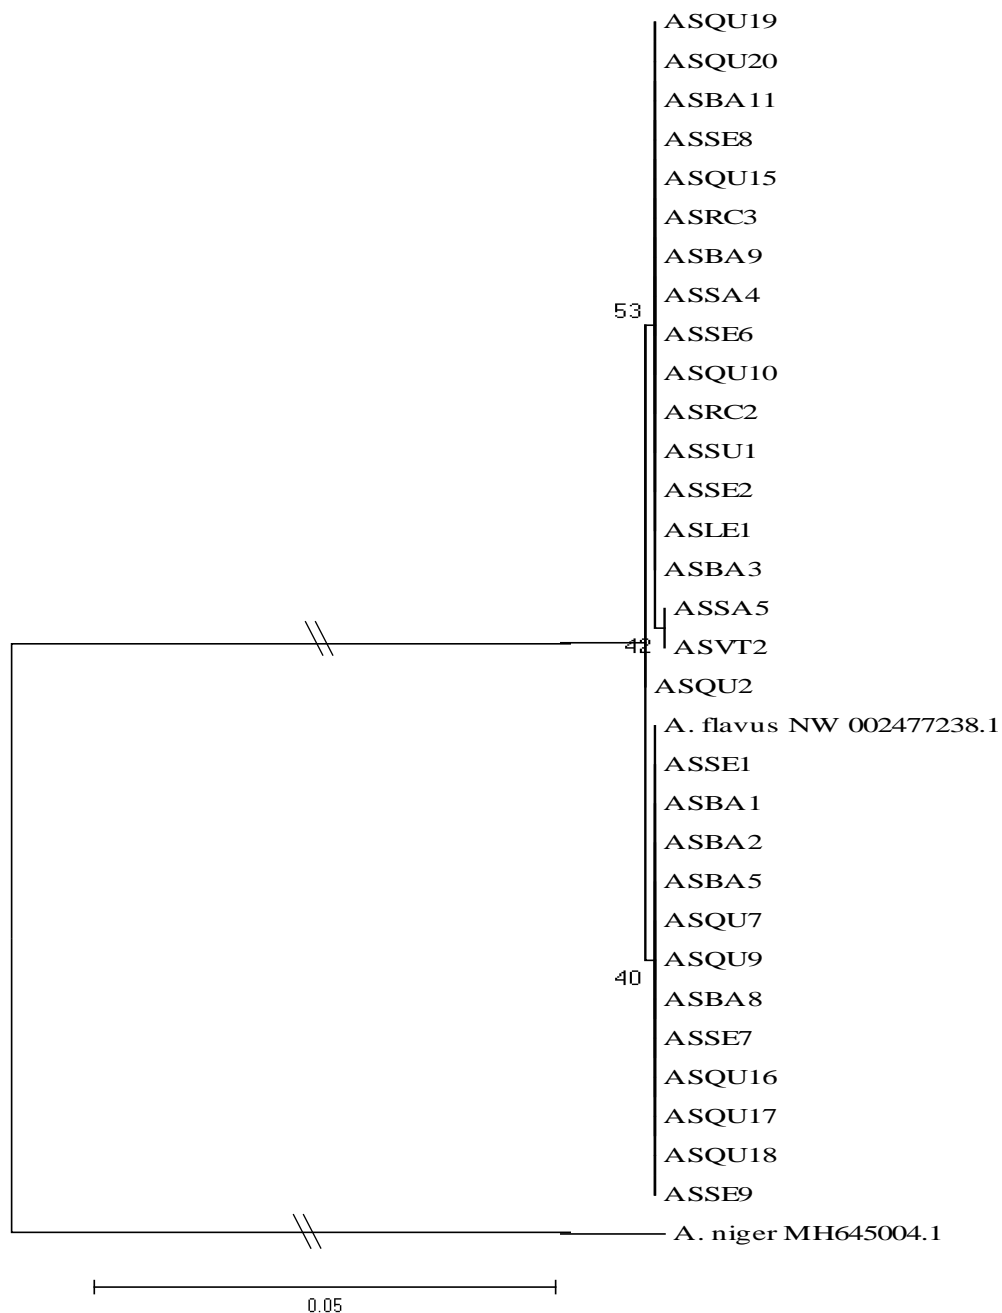 ASQU19
ASQU20
ASBA11
ASSE8
ASQU15
ASRC3
ASBA9
ASSA4
53
ASSE6
ASQU10
ASRC2
ASSU1
ASSE2
ASLE1
ASBA3
ASSA5
42
ASVT2
ASQU2
A. flavus NW 002477238.1
ASSE1
ASBA1
ASBA2
ASBA5
ASQU7
ASQU9
40
ASBA8
ASSE7
ASQU16
ASQU17
ASQU18
ASSE9
A. niger MH645004.1
0.05